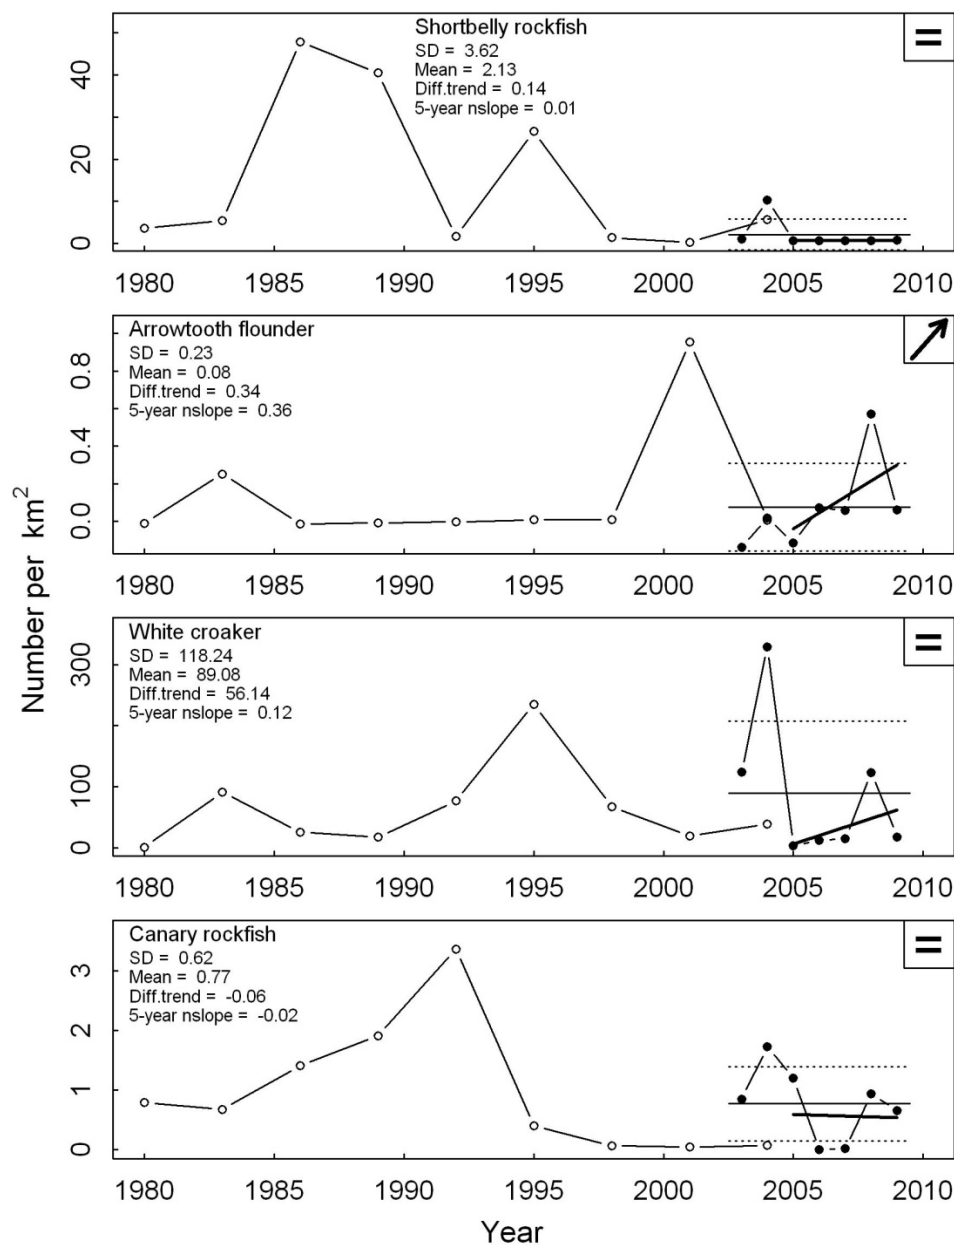 Shortbelly rockfish
SD = 3.62
Mean = 2.13
Diff.trend = 0.14
5-year nslope = 0.01
=
40
20
0
1980 1985 1990 1995 2000 2005 2010
Arrowtooth flounder
SD = 0.23
Mean = 0.08
Diff.trend = 0.34
5-year nslope = 0.36
0.8
0.4
0.0
1980 1985 1990 1995 2000 2005 2010
Number per km²
White croaker
SD = 118.24
Mean = 89.08
Diff.trend = 56.14
5-year nslope = 0.12
=
300
100
0
1980 1985 1990 1995 2000 2005 2010
Canary rockfish
SD = 0.62
Mean = 0.77
Diff.trend = -0.06
5-year nslope = -0.02
=
3
2
1
0
1980 1985 1990 1995 2000 2005 2010
Year